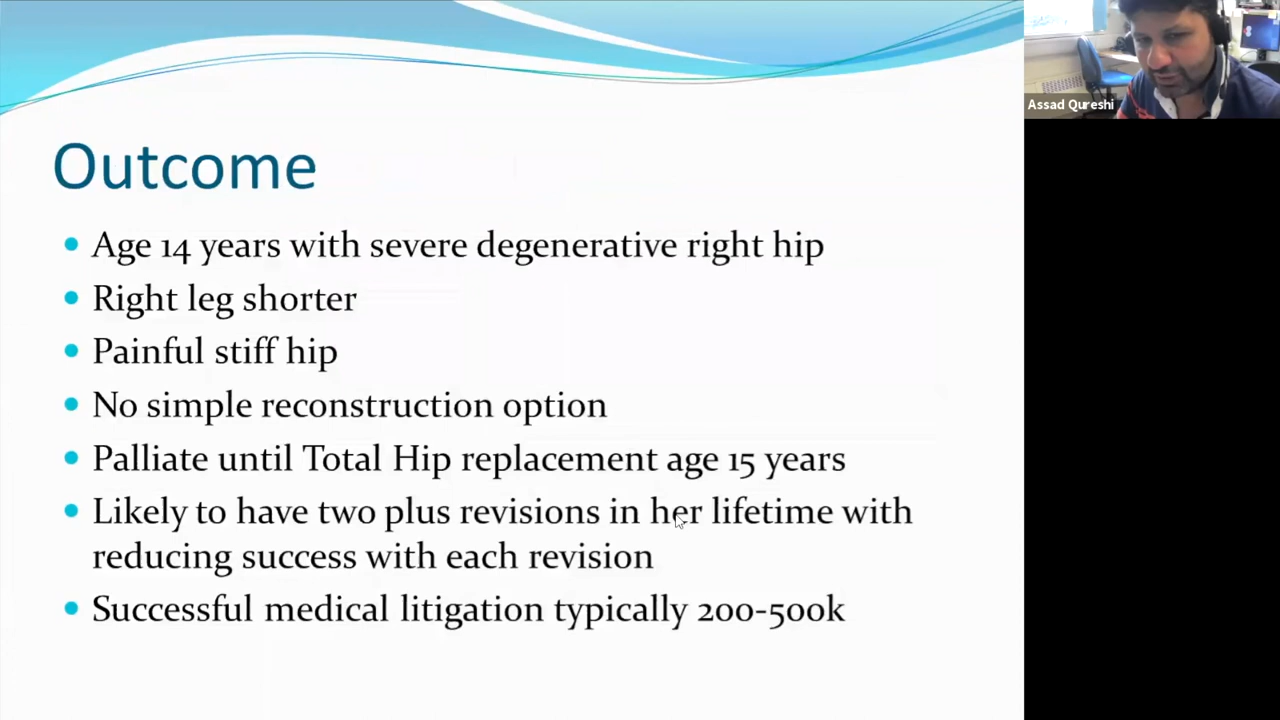 Assad Qureshi
Outcome
Age 14 years with severe degenerative right hip
Right leg shorter
Painful stiff hip
No simple reconstruction option
Palliate until Total Hip replacement age 15 years
Likely to have two plus revisions in her lifetime with
reducing success with each revision
Successful medical litigation typically 200-500k